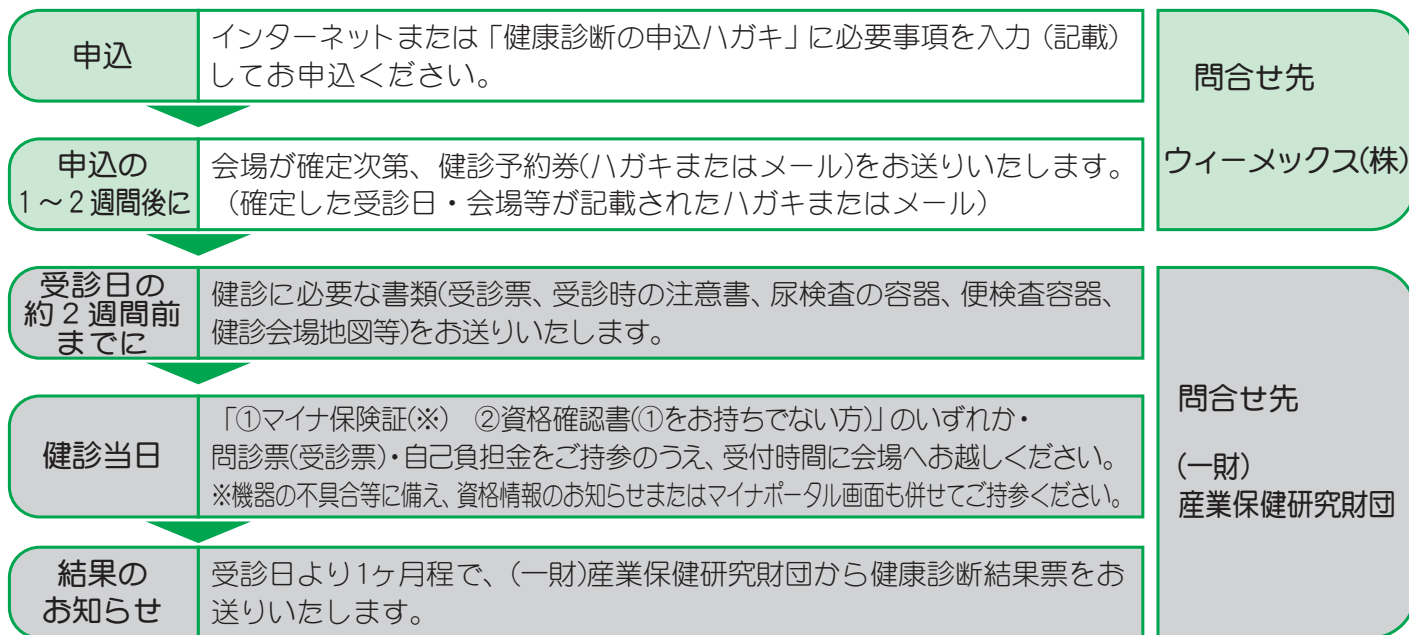 申込
インターネットまたは「健康診断の申込ハガキ」に必要事項を入力（記載）
してお申込ください。
申込の
1～2週間後に
会場が確定次第、健診予約券(ハガキまたはメール)をお送りいたします。
（確定した受診日・会場等が記載されたハガキまたはメール）
問合せ先
ウィーメックス(株)
受診日の
約2週間前
までに
健診に必要な書類(受診票、受診時の注意書、尿検査の容器、便検査容器、
健診会場地図等)をお送りいたします。
健診当日
「①マイナ保険証(※)　②資格確認書(①をお持ちでない方)」のいずれか・
問診票(受診票)・自己負担金をご持参のうえ、受付時間に会場へお越しください。
※機器の不具合等に備え、資格情報のお知らせまたはマイナポータル画面も併せてご持参ください。
結果の
お知らせ
受診日より1ヶ月程で、(一財)産業保健研究財団から健康診断結果票をお
送りいたします。
問合せ先
(一財)
産業保健研究財団